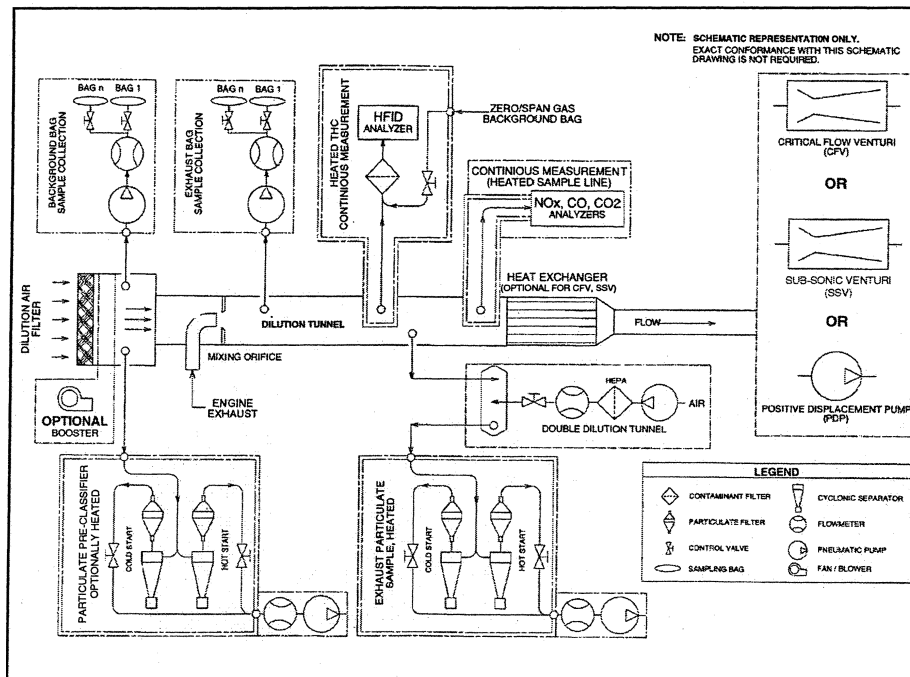 NOTE: SCHEMATIC REPRESENTATION ONLY.
EXACT CONFORMANCE WITH THIS SCHEMATIC
DRAWING IS NOT REQUIRED.
BAG n BAG 1
BACKGROUND BAG
SAMPLE COLLECTION
BAG n BAG 1
EXHAUST BAG
SAMPLE COLLECTION
HEATED THC
CONTINIOUS MEASUREMENT
HFID
ANALYZER
ZERO/SPAN GAS
BACKGROUND BAG
CONTINIOUS MEASUREMENT
(HEATED SAMPLE LINE)
NOx, CO, CO2
ANALYZERS
CRITICAL FLOW VENTURI
(CFV)
OR
SUB-SONIC VENTURI
(SSV)
OR
POSITIVE DISPLACEMENT PUMP
(PDP)
HEAT EXCHANGER
(OPTIONAL FOR CFV, SSV)
DILUTION AIR
FILTER
DILUTION TUNNEL
FLOW
MIXING ORIFICE
ENGINE
EXHAUST
OPTIONAL
BOOSTER
HEPA
AIR
DOUBLE DILUTION TUNNEL
PARTICULATE PRE-CLASSIFIER
OPTIONALLY HEATED
COLD START
HOT START
EXHAUST PARTICULATE
SAMPLE, HEATED
COLD START
HOT START
LEGEND
CONTAMINANT FILTER
CYCLONIC SEPARATOR
PARTICULATE FILTER
FLOWMETER
CONTROL VALVE
PNEUMATIC PUMP
SAMPLING BAG
FAN / BLOWER